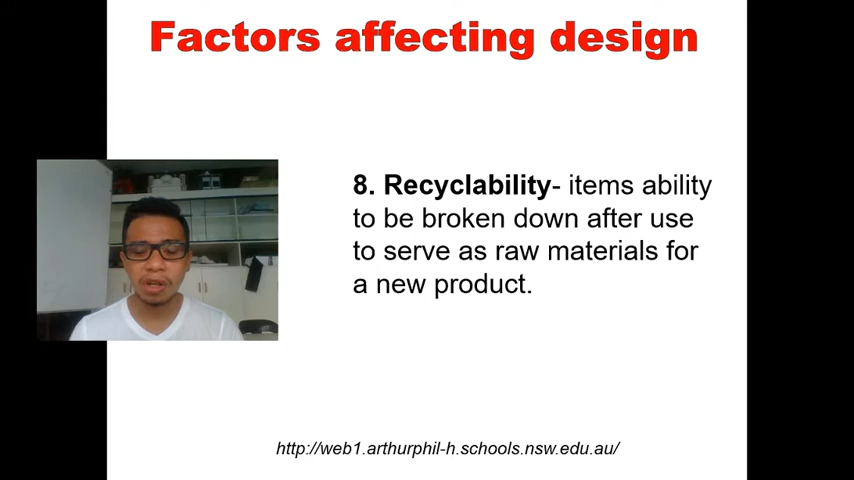 Factors affecting design
8. Recyclability- items ability
to be broken down after use
to serve as raw materials for
a new product.
http://web1.arthurphil-h.schools.nsw.edu.au/